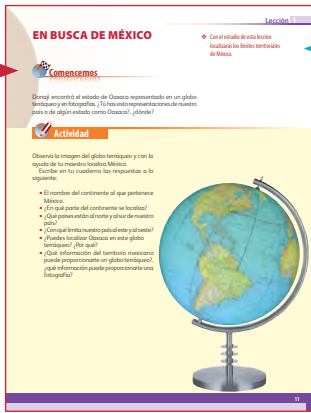 Lección
EN BUSCA DE MÉXICO
Con el estudio de esta lección
localizarás los límites territoriales
de México.
Comencemos
Donají encontró el estado de Oaxaca representado en un globo
terráqueo y en fotografías. ¿Tú has visto representaciones de nuestro
país o de algún estado como Oaxaca?, ¿dónde?
Actividad
Observa la imagen del globo terráqueo y con la
ayuda de tu maestro localiza México.
Escribe en tu cuaderno las respuestas a lo
siguiente:
• El nombre del continente al que pertenece
México.
• ¿En qué parte del continente se localiza?
• ¿Qué países están al norte y al sur de nuestro
país?
• ¿Con qué limita nuestro país al este y al oeste?
• ¿Puedes localizar Oaxaca en este globo
terráqueo? ¿Por qué?
• ¿Qué información del territorio mexicano
puede proporcionarte un globo terráqueo?,
¿qué información puede proporcionarte una
fotografía?
11